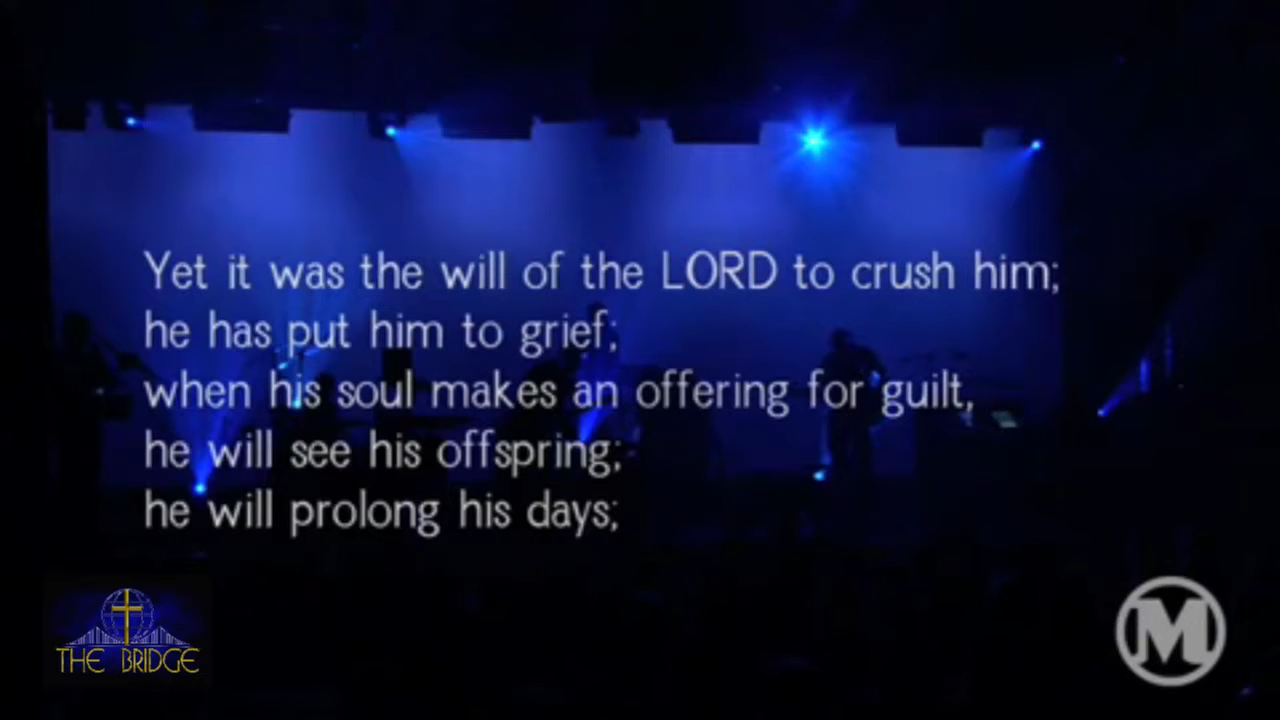 Yet it was the will of the LORD to crush him;
he has put him to grief;
when his soul makes an offering for guilt,
he will see his offspring;
he will prolong his days;
THE BRIDGE
M